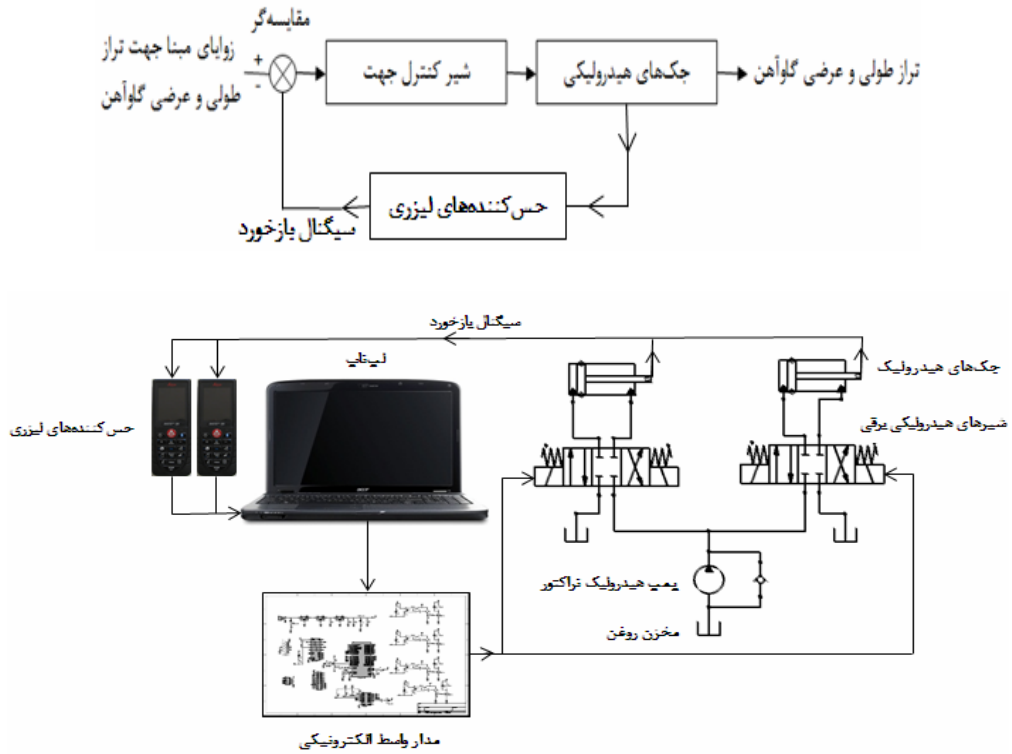 مقایسه‌گر
زوایای مبنا جهت تراز
طولی و عرضی گاوآهن
+
-
شیر کنترل جهت
جک‌های هیدرولیکی
تراز طولی و عرضی گاوآهن
حس‌کننده‌های لیزری
سیگنال بازخورد
سیگنال بازخورد
لپ‌تاپ
جک‌های هیدرولیک
حس کننده‌های لیزری
شیرهای هیدرولیکی برقی
پمپ هیدرولیک تراکتور
مخزن روغن
مدار واسط الکترونیکی